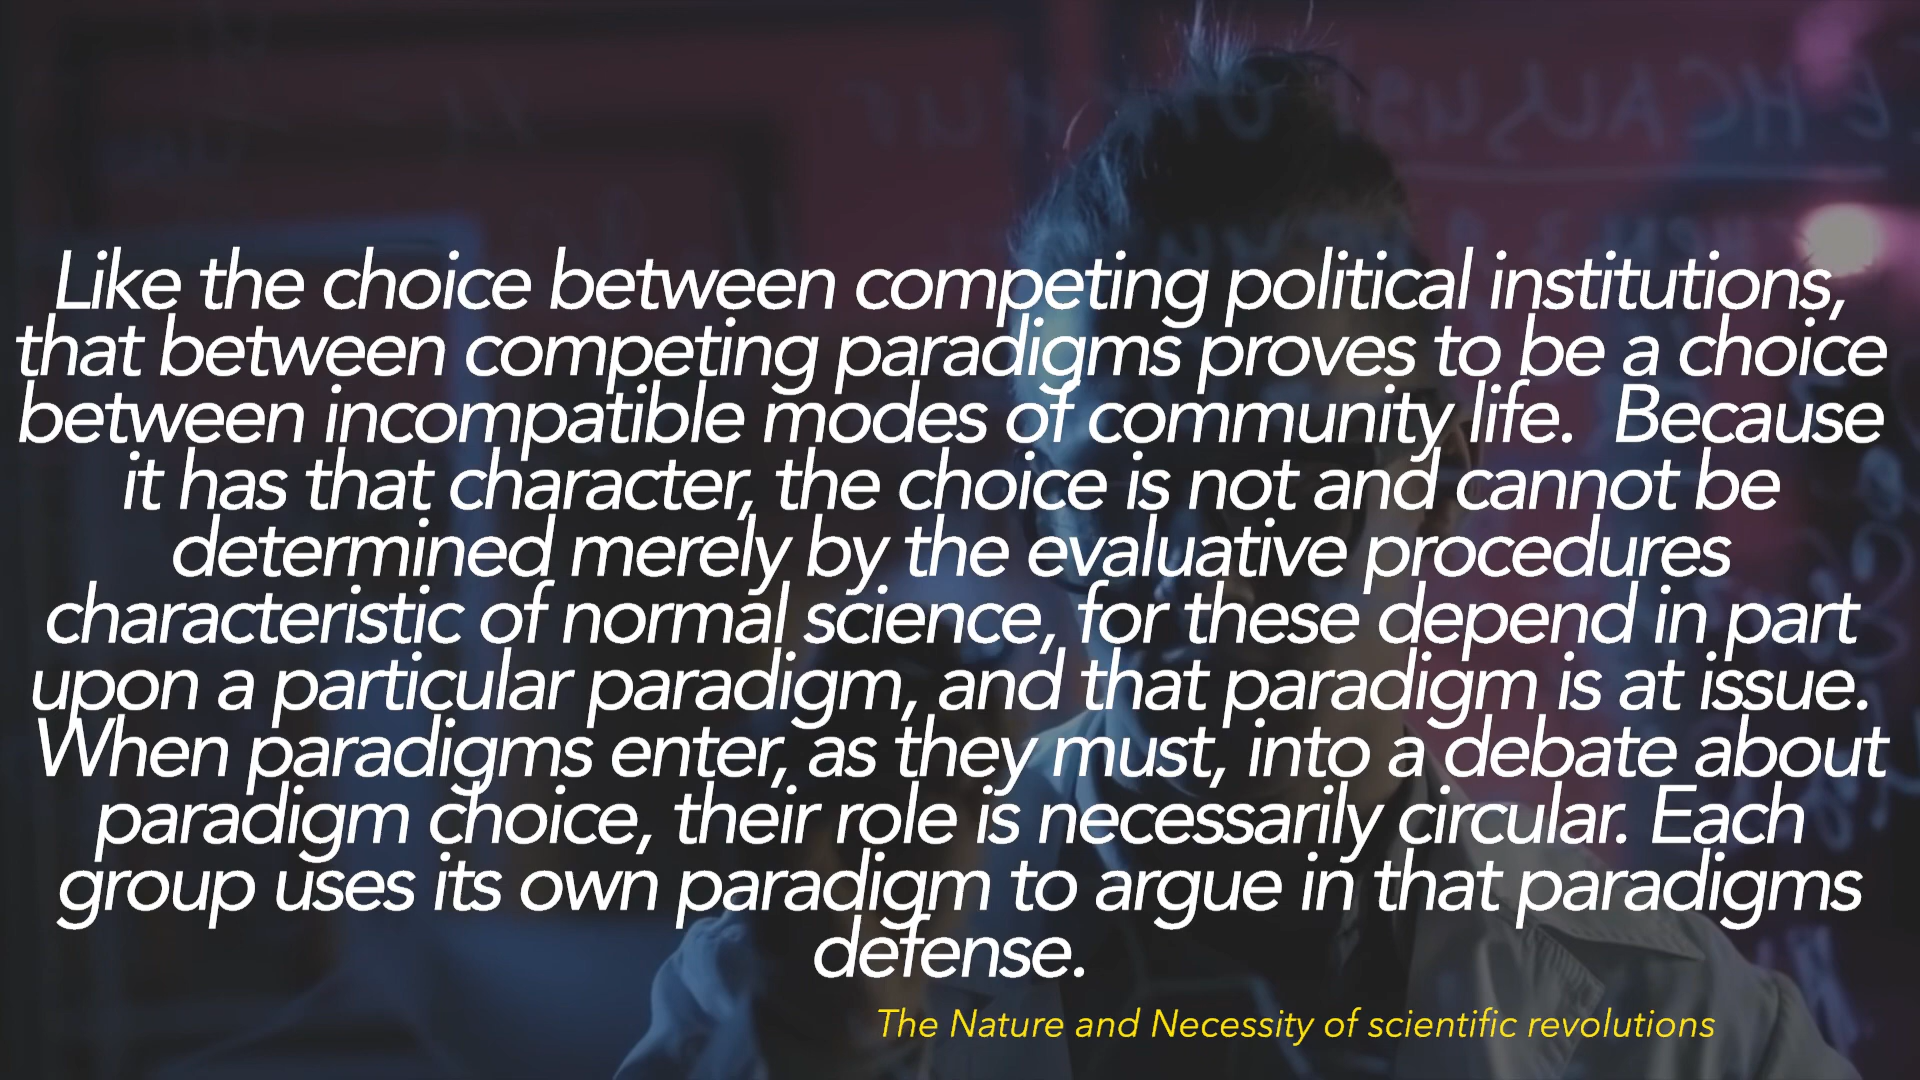 Like the choice between competing political institutions,
that between competing paradigms proves to be a choice
between incompatible modes of community life.  Because
it has that character, the choice is not and cannot be
determined merely by the evaluative procedures
characteristic of normal science, for these depend in part
upon a particular paradigm, and that paradigm is at issue.
When paradigms enter, as they must, into a debate about
paradigm choice, their role is necessarily circular. Each
group uses its own paradigm to argue in that paradigms
defense.
The Nature and Necessity of scientific revolutions